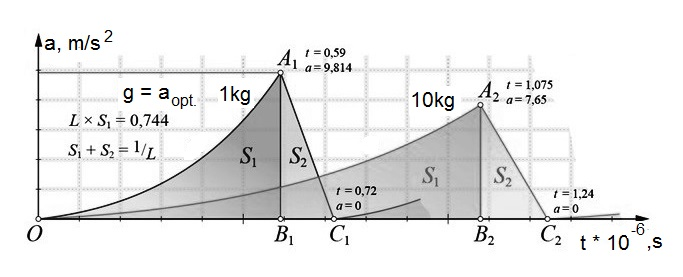 a, m/s²
A₁ t = 0,59
a = 9,814
g = a opt. 1kg
10kg
A₂ t = 1,075
a = 7,65
L × S₁ = 0,744
S₁ + S₂ = 1/L
S₁ S₂
S₁ S₂
t = 0,72
a = 0
t = 1,24
a = 0
O B₁ C₁ B₂ C₂ t * 10⁻⁶,s